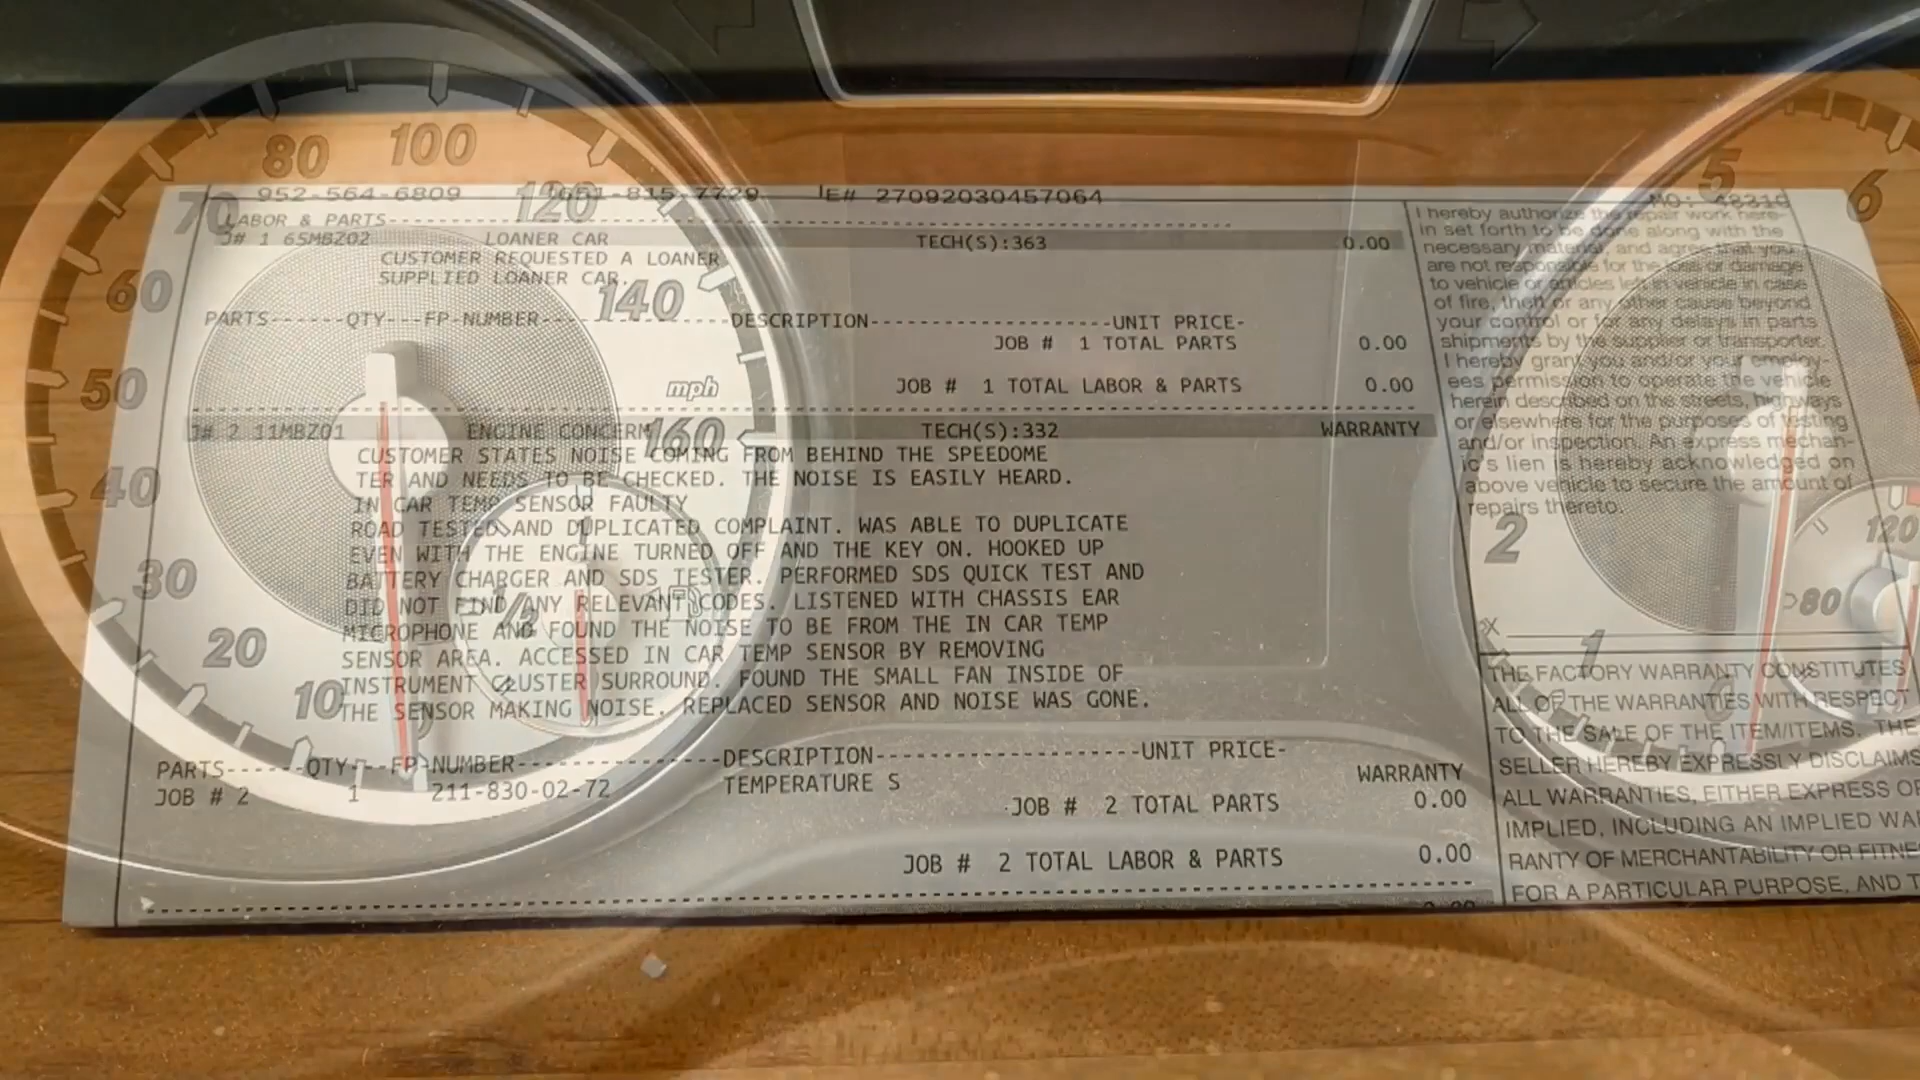 952-564-6809 651-815-7729 E# 27092030457064
LABOR & PARTS
J# 1 65MBZ02 LOANER CAR TECH(S):363 0.00
CUSTOMER REQUESTED A LOANER
SUPPLIED LOANER CAR.
PARTS------QTY---FP-NUMBER---------------DESCRIPTION--------------------UNIT PRICE-
JOB # 1 TOTAL PARTS 0.00
JOB # 1 TOTAL LABOR & PARTS 0.00
J# 2 11MBZ01 ENGINE CONCERN TECH(S):332 WARRANTY
CUSTOMER STATES NOISE COMING FROM BEHIND THE SPEEDOME
TER AND NEEDS TO BE CHECKED. THE NOISE IS EASILY HEARD.
IN CAR TEMP SENSOR FAULTY
ROAD TESTED AND DUPLICATED COMPLAINT. WAS ABLE TO DUPLICATE
EVEN WITH THE ENGINE TURNED OFF AND THE KEY ON. HOOKED UP
BATTERY CHARGER AND SDS TESTER. PERFORMED SDS QUICK TEST AND
DID NOT FIND ANY RELEVANT CODES. LISTENED WITH CHASSIS EAR
MICROPHONE AND FOUND THE NOISE TO BE FROM THE IN CAR TEMP
SENSOR AREA. ACCESSED IN CAR TEMP SENSOR BY REMOVING
INSTRUMENT CLUSTER SURROUND. FOUND THE SMALL FAN INSIDE OF
THE SENSOR MAKING NOISE. REPLACED SENSOR AND NOISE WAS GONE.
PARTS------QTY---FP-NUMBER---------------DESCRIPTION--------------------UNIT PRICE-
JOB # 2 1 211-830-02-72 TEMPERATURE S WARRANTY
JOB # 2 TOTAL PARTS 0.00
JOB # 2 TOTAL LABOR & PARTS 0.00
I hereby authorize the repair work here-
in set forth to be done along with the
necessary material, and agree that you
are not responsible for the loss or damage
to vehicle or articles left in vehicle in case
of fire, theft or any other cause beyond
your control or for any delays in parts
shipments by the supplier or transporter.
I hereby grant you and/or your employ-
ees permission to operate the vehicle
herein described on the streets, highways
or elsewhere for the purposes of testing
and/or inspection. An express mechan-
ic's lien is hereby acknowledged on
above vehicle to secure the amount of
repairs thereto.
X
THE FACTORY WARRANTY CONSTITUTES
ALL OF THE WARRANTIES WITH RESPECT
TO THE SALE OF THE ITEM/ITEMS. THE
SELLER HEREBY EXPRESSLY DISCLAIMS
ALL WARRANTIES, EITHER EXPRESS OR
IMPLIED, INCLUDING AN IMPLIED WAR-
RANTY OF MERCHANTABILITY OR FITNE
FOR A PARTICULAR PURPOSE, AND T
10
20
30
40
50
60
70
80
100
120
140
160
mph
1/2
1
2
5
6
80
120